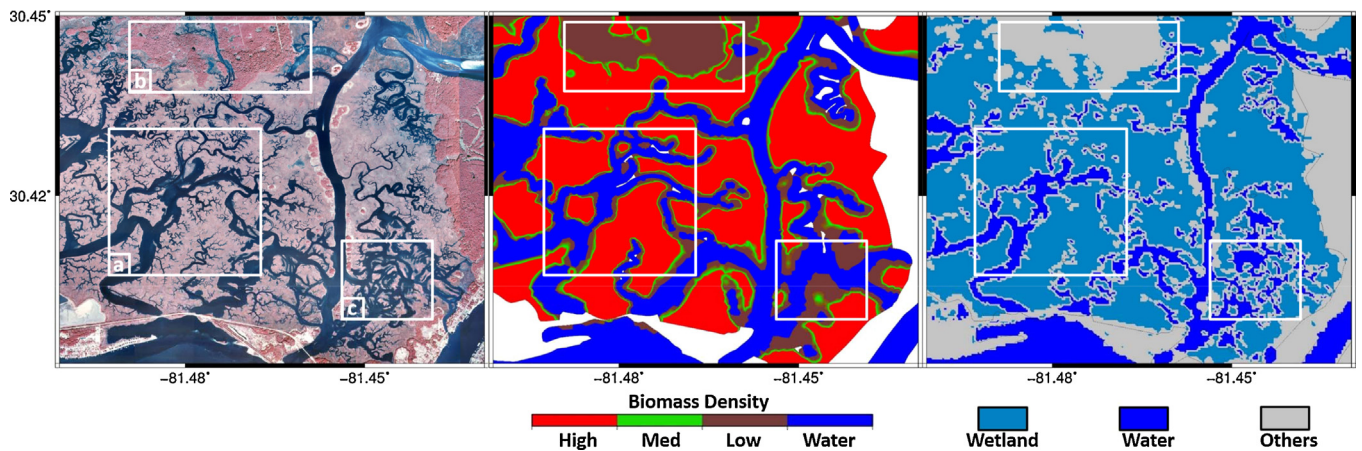 30.45°
30.42°
b
a
c
--81.48° --81.45° --81.48° --81.45° --81.48° --81.45°
Biomass Density
High Med Low Water
Wetland Water Others